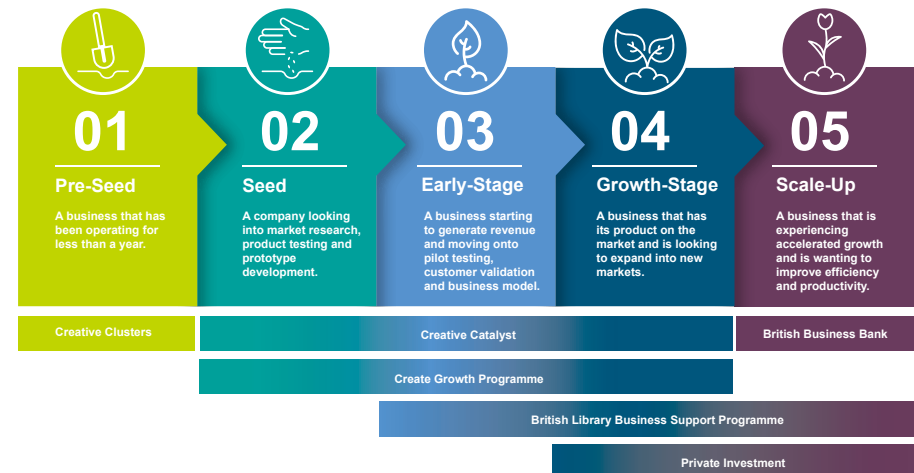 01
Pre-Seed
A business that has
been operating for
less than a year.
02
Seed
A company looking
into market research,
product testing and
prototype
development.
03
Early-Stage
A business starting
to generate revenue
and moving onto
pilot testing,
customer validation
and business model.
04
Growth-Stage
A business that has
its product on the
market and is looking
to expand into new
markets.
05
Scale-Up
A business that is
experiencing
accelerated growth
and is wanting to
improve efficiency
and productivity.
Creative Clusters
Creative Catalyst
British Business Bank
Create Growth Programme
British Library Business Support Programme
Private Investment